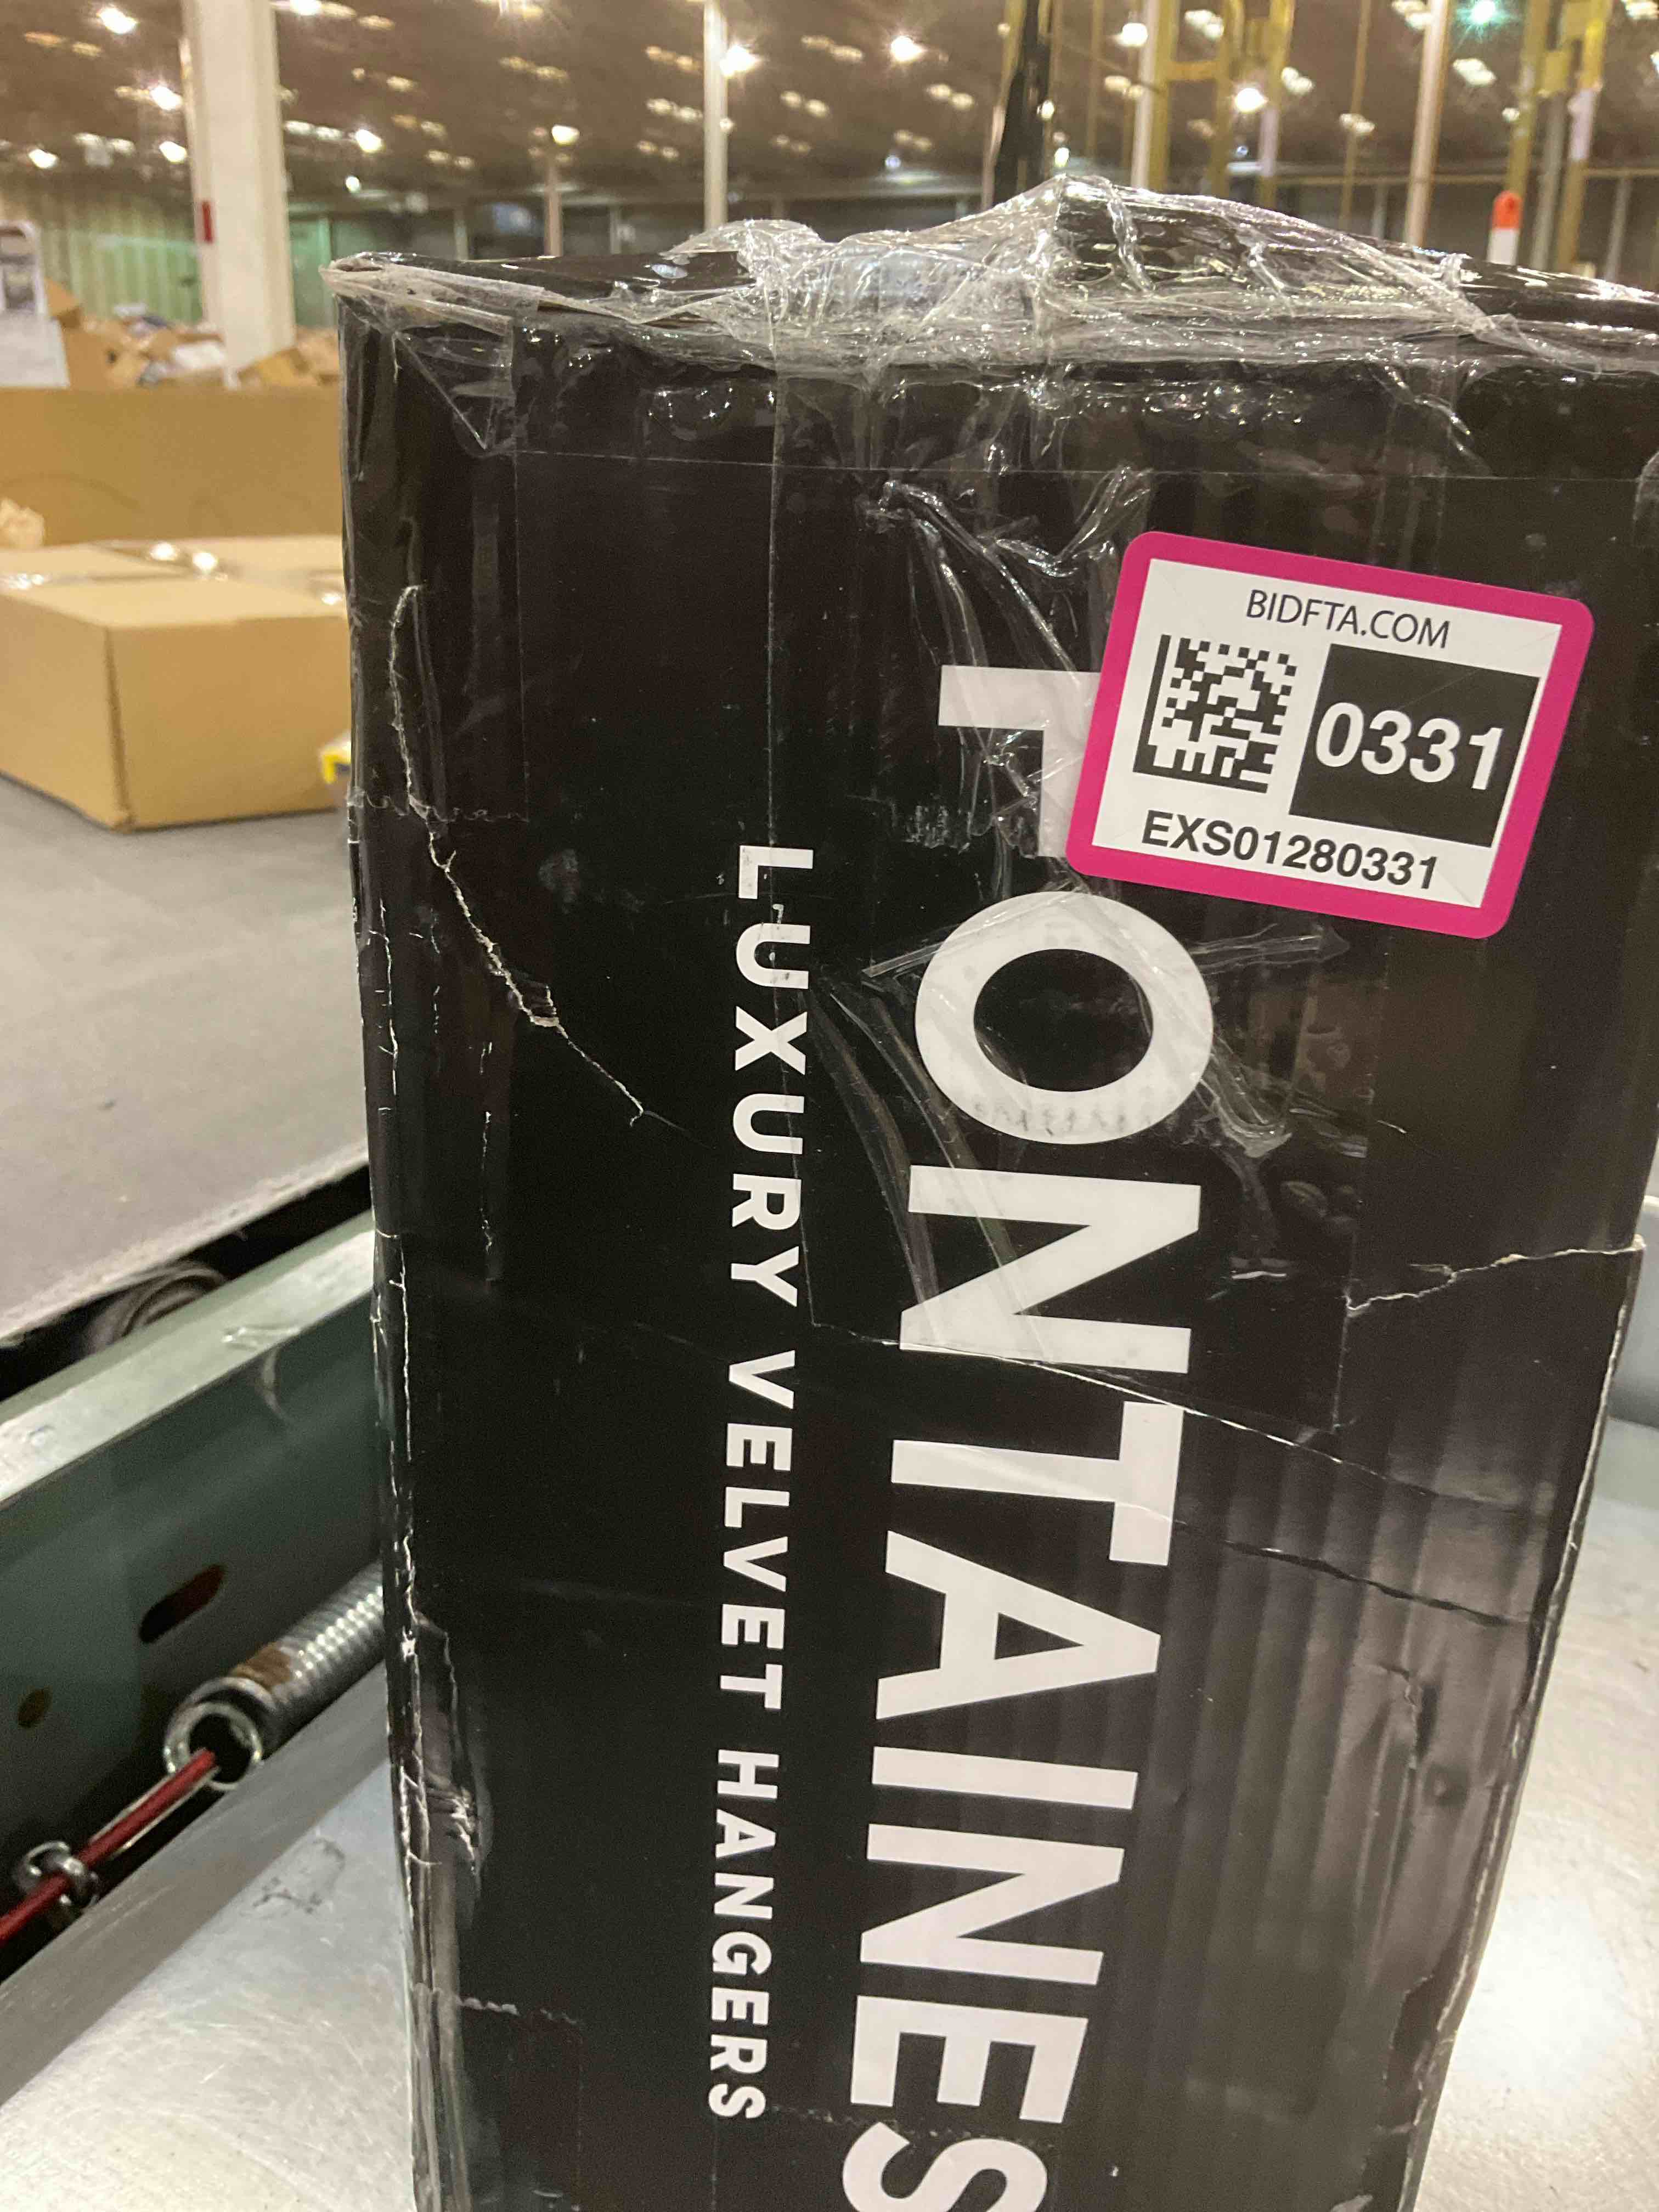 BIDFTA.COM
0331
EXS01280331
FONTAINES
LUXURY VELVET HANGERS